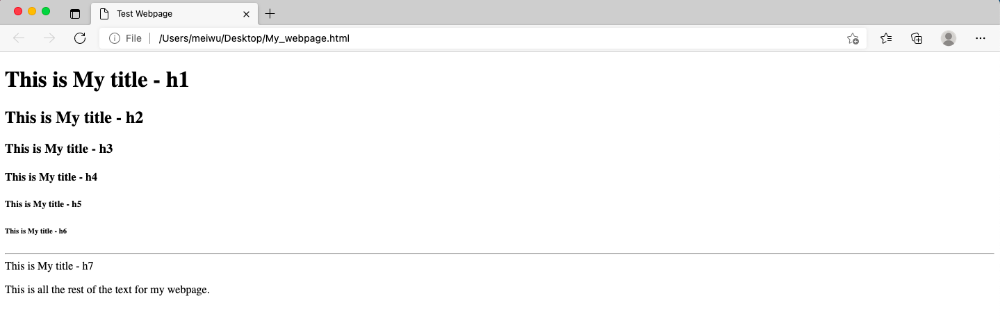 Test Webpage
File
/Users/meiwu/Desktop/My_webpage.html
This is My title - h1
This is My title - h2
This is My title - h3
This is My title - h4
This is My title - h5
This is My title - h6
This is My title - h7
This is all the rest of the text for my webpage.